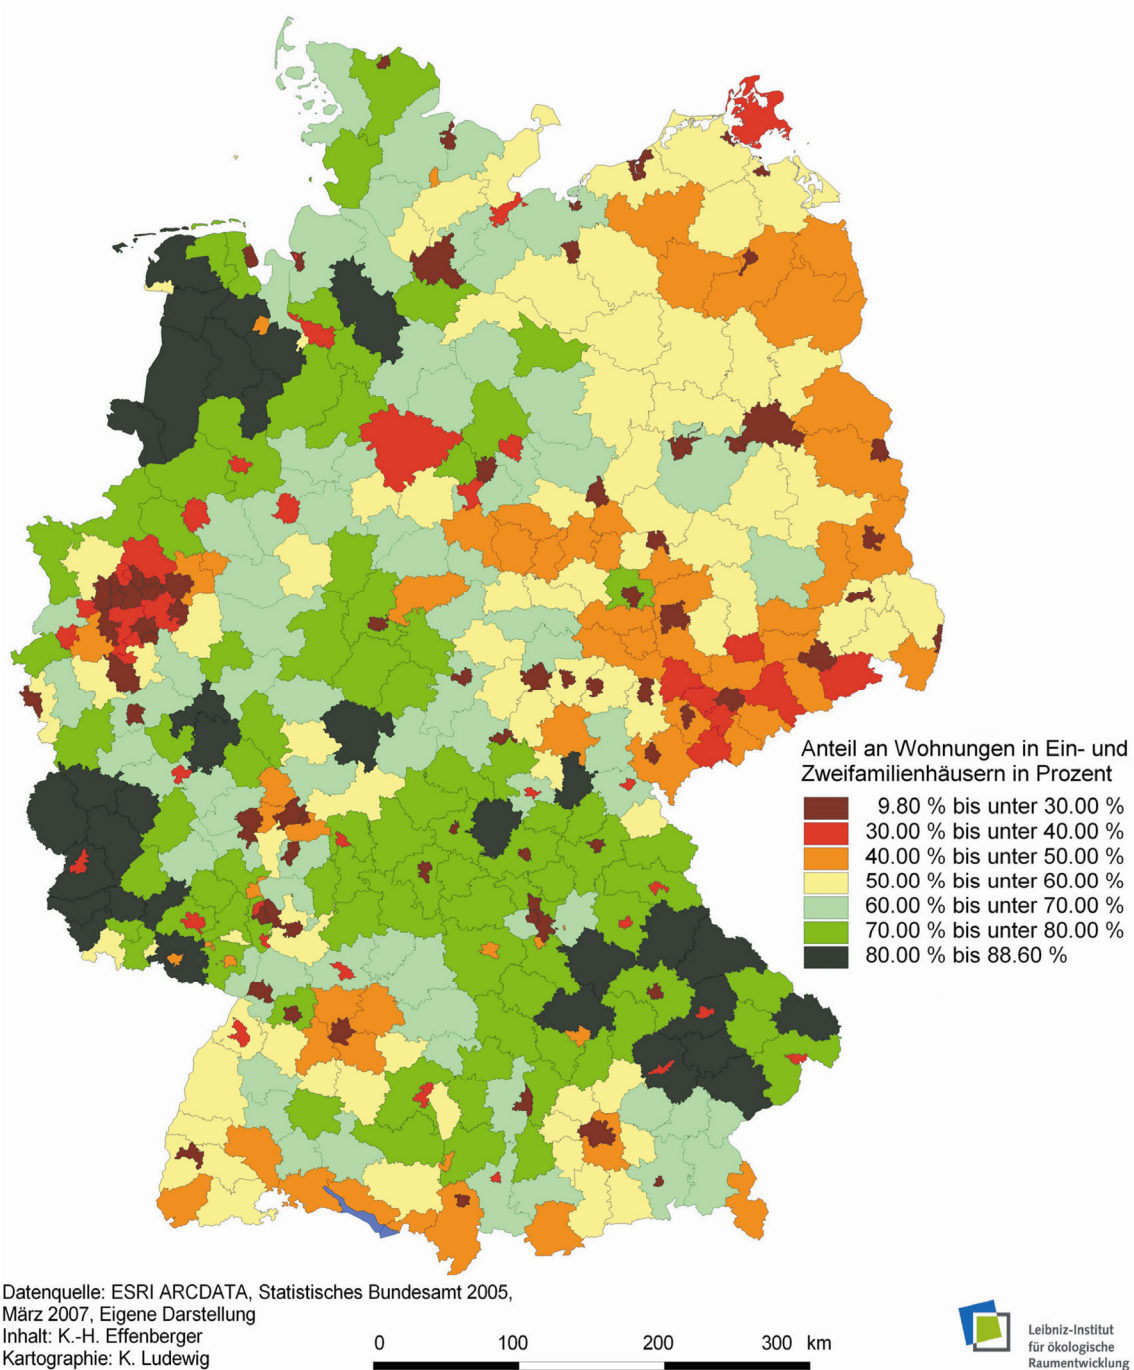 Anteil an Wohnungen in Ein- und
Zweifamilienhäusern in Prozent
9.80 % bis unter 30.00 %
30.00 % bis unter 40.00 %
40.00 % bis unter 50.00 %
50.00 % bis unter 60.00 %
60.00 % bis unter 70.00 %
70.00 % bis unter 80.00 %
80.00 % bis 88.60 %
Datenquelle: ESRI ARCDATA, Statistisches Bundesamt 2005,
März 2007, Eigene Darstellung
Inhalt: K.-H. Effenberger
Kartographie: K. Ludewig
0 100 200 300 km
Leibniz-Institut
für ökologische
Raumentwicklung